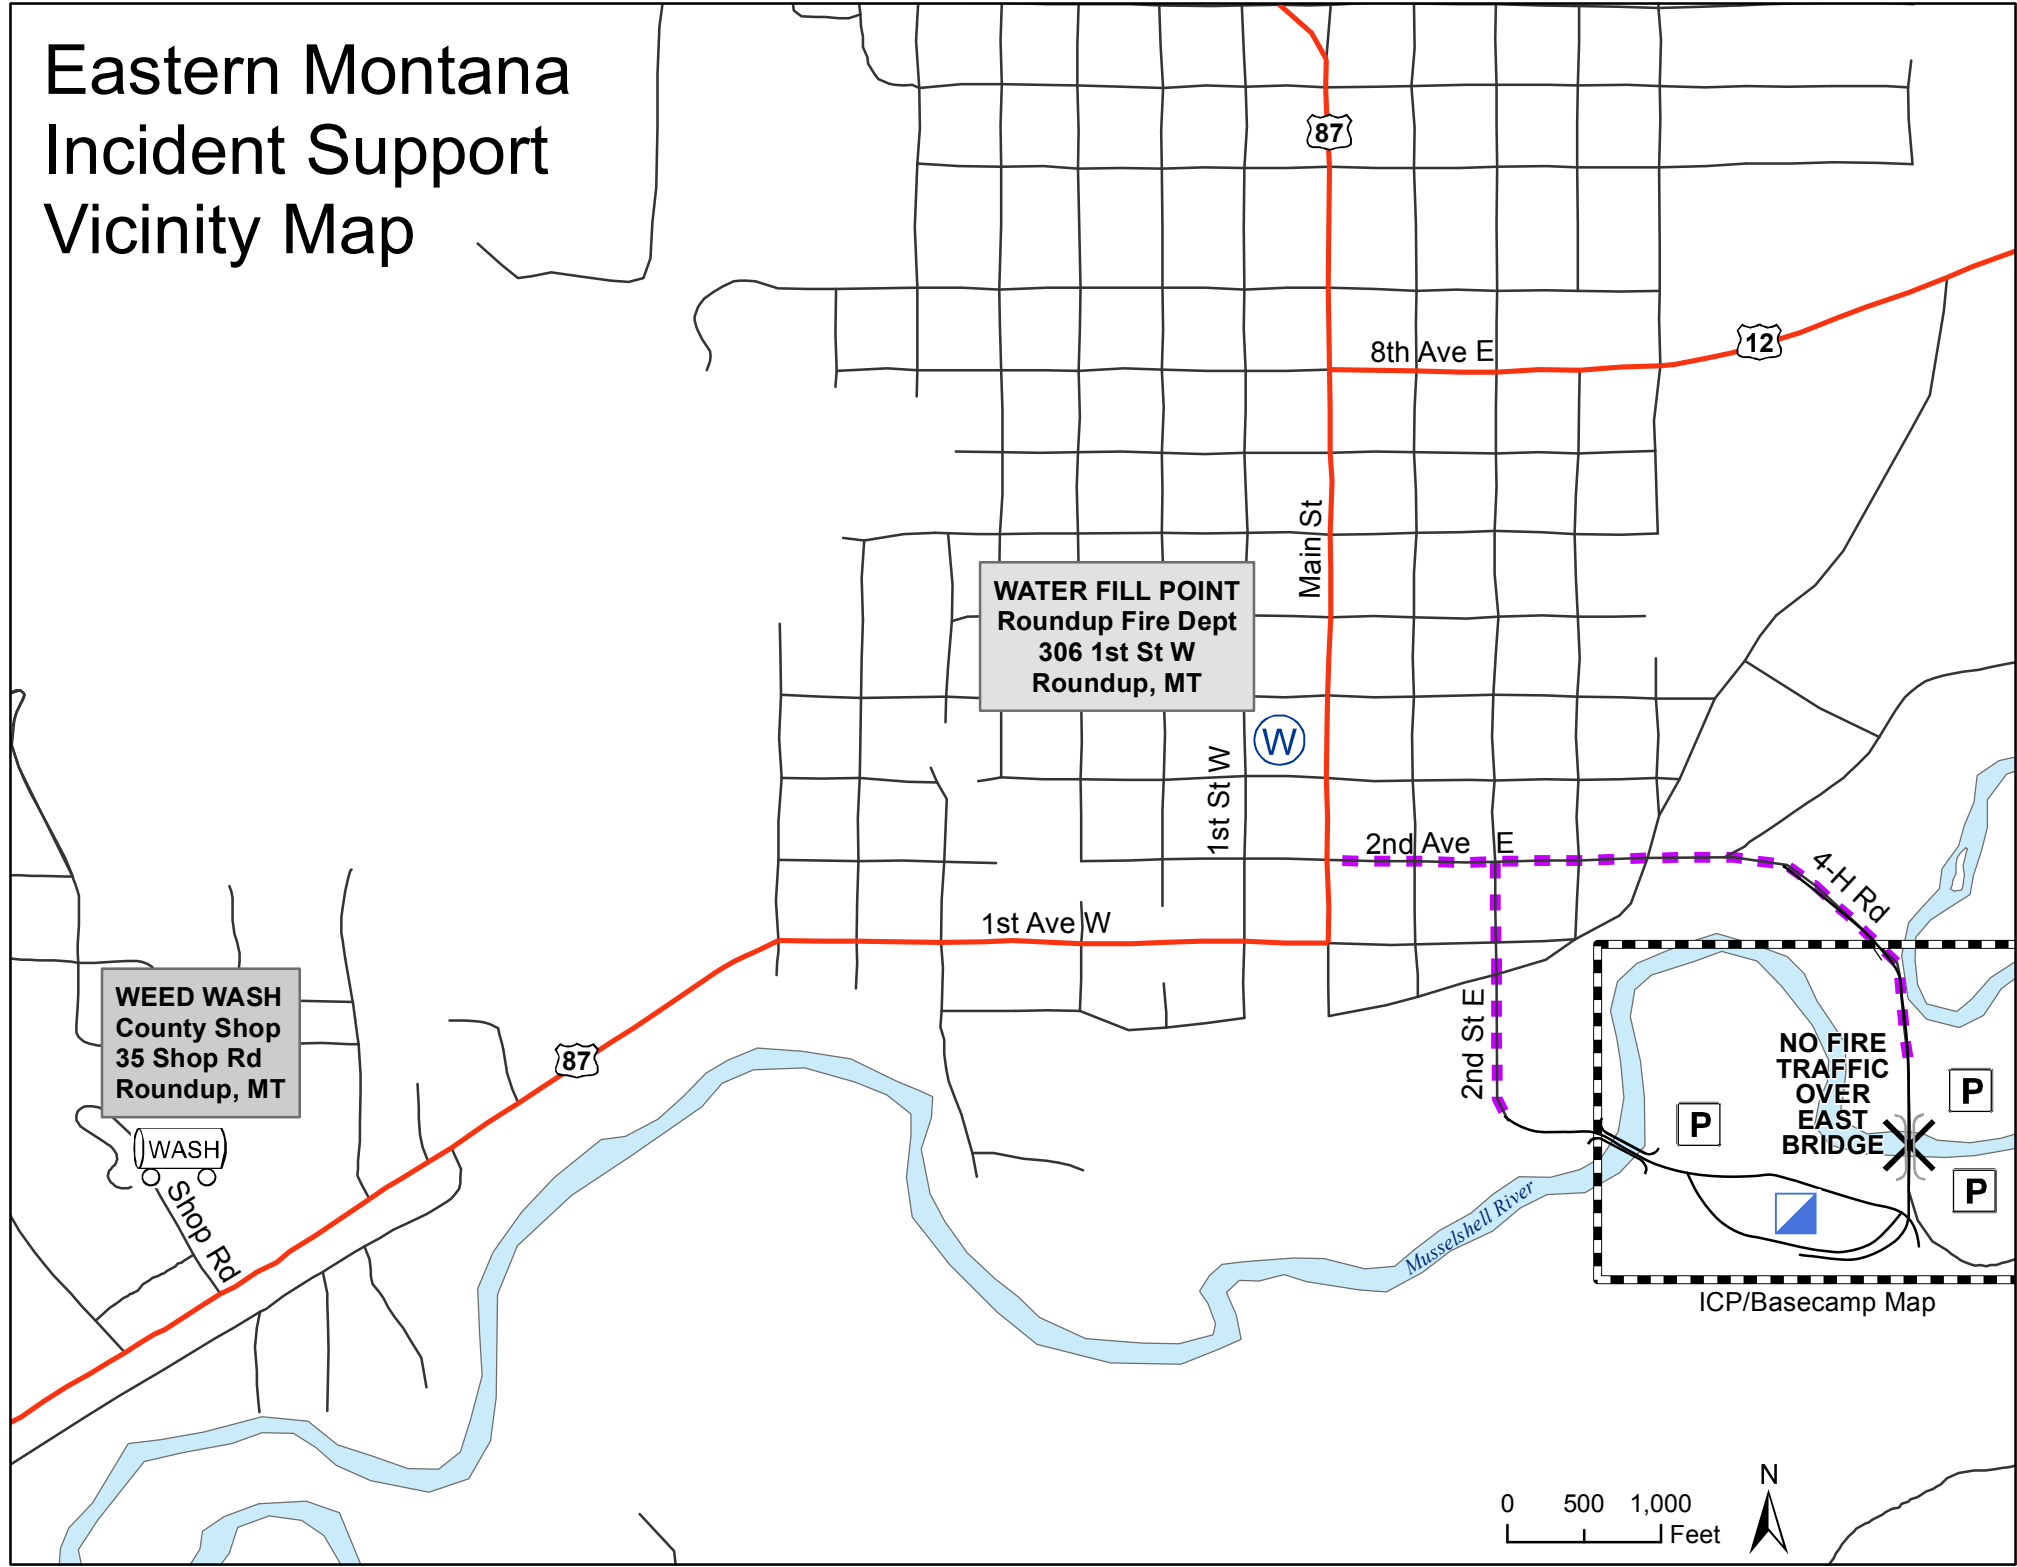 Eastern Montana
Incident Support
Vicinity Map
87
12
8th Ave E
Main St
WATER FILL POINT
Roundup Fire Dept
306 1st St W
Roundup, MT
W
1st St W
2nd Ave E
4-H Rd
1st Ave W
WEED WASH
County Shop
35 Shop Rd
Roundup, MT
87
2nd St E
NO FIRE
TRAFFIC
OVER
EAST
BRIDGE
P
P
P
WASH
Shop Rd
Musselshell River
ICP/Basecamp Map
N
0 500 1,000
Feet